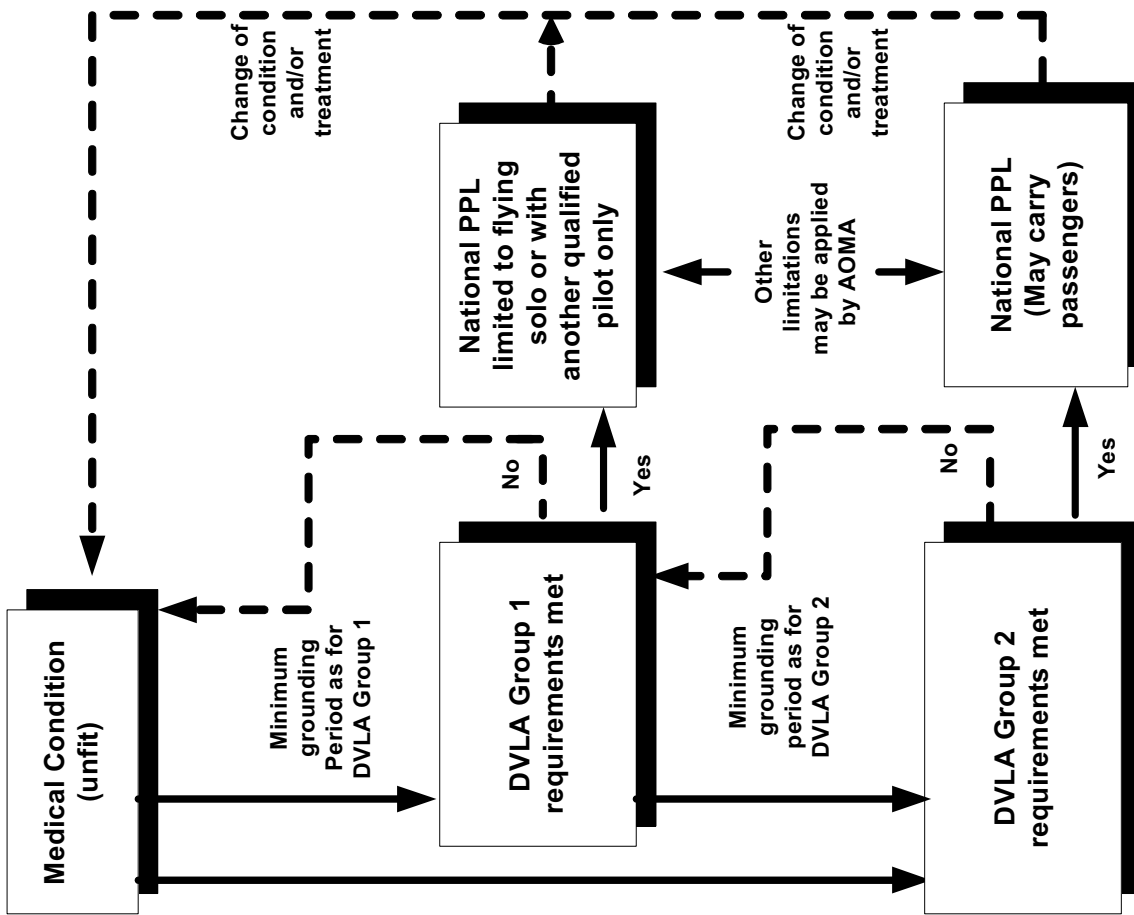 Medical Condition
(unfit)
Change of
condition
and/or
treatment
Minimum
grounding
Period as for
DVLA Group 1
No
DVLA Group 1
requirements met
Yes
National PPL
limited to flying
solo or with
another qualified
pilot only
Minimum
grounding
period as for
DVLA Group 2
No
Other
limitations
may be applied
by AOMA
Change of
condition
and/or
treatment
DVLA Group 2
requirements met
Yes
National PPL
(May carry
passengers)